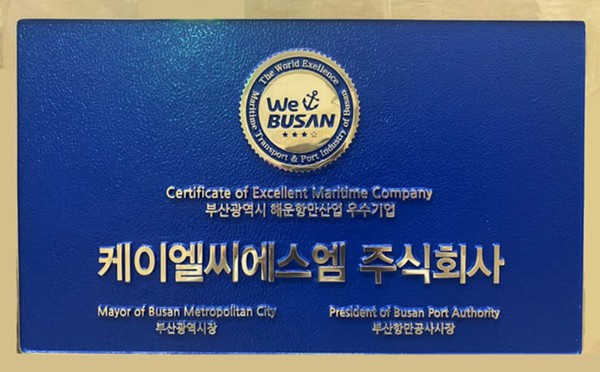 The World Exellence
Maritime Transport & Port Industry of Busan
We
BUSAN
Certificate of Excellent Maritime Company
부산광역시 해운항만산업 우수기업
케이엘씨에스엠 주식회사
Mayor of Busan Metropolitan City
부산광역시장
President of Busan Port Authority
부산항만공사사장